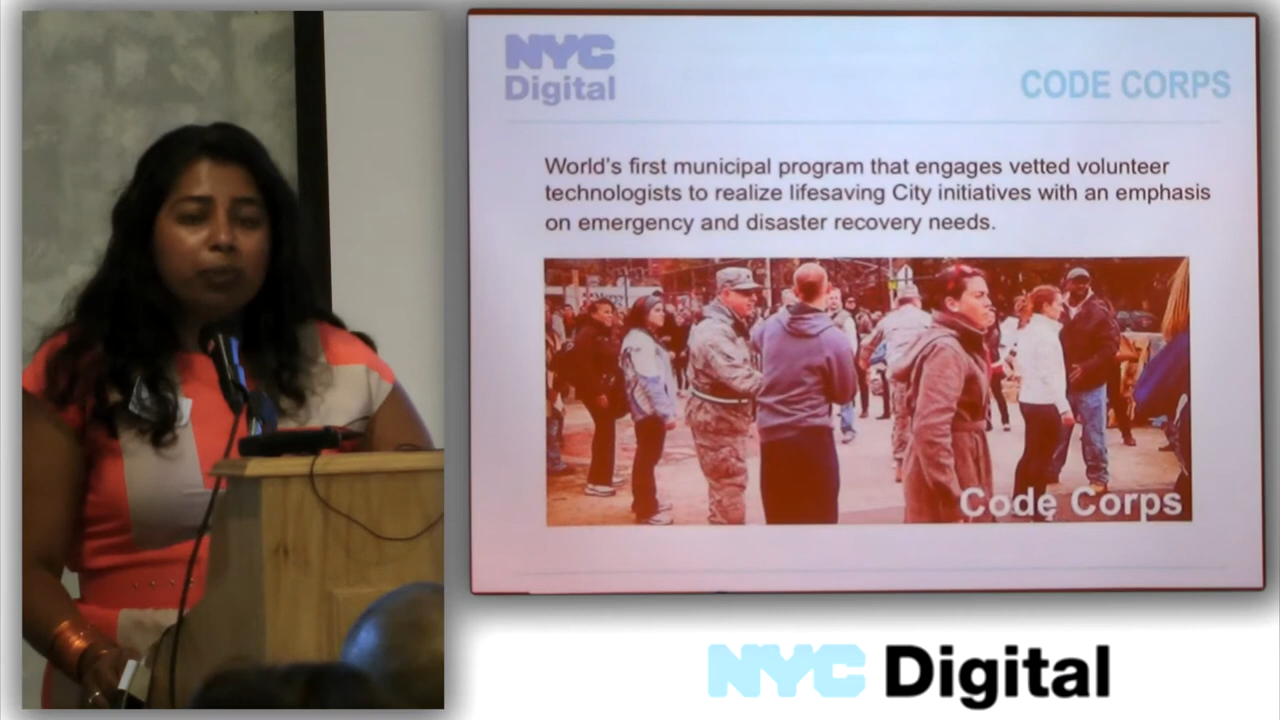 NYC
Digital
CODE CORPS
World's first municipal program that engages vetted volunteer
technologists to realize lifesaving City initiatives with an emphasis
on emergency and disaster recovery needs.
Code Corps
NYC Digital